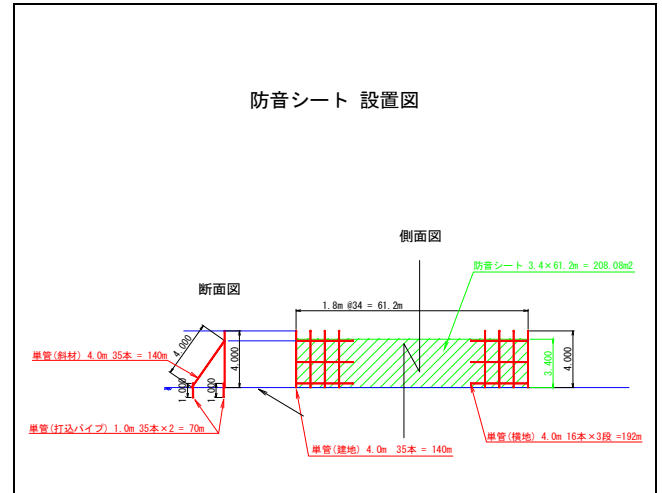 防音シート 設置図
側面図
防音シート 3.4×61.2m = 208.08m2
断面図
1.8m @34 = 61.2m
4.000
4.000
単管(斜材) 4.0m 35本 = 140m
3.400
4.000
1.000
1.000
単管(打込パイプ) 1.0m 35本×2 = 70m
単管(建地) 4.0m 35本 = 140m
単管(横地) 4.0m 16本×3段 =192m